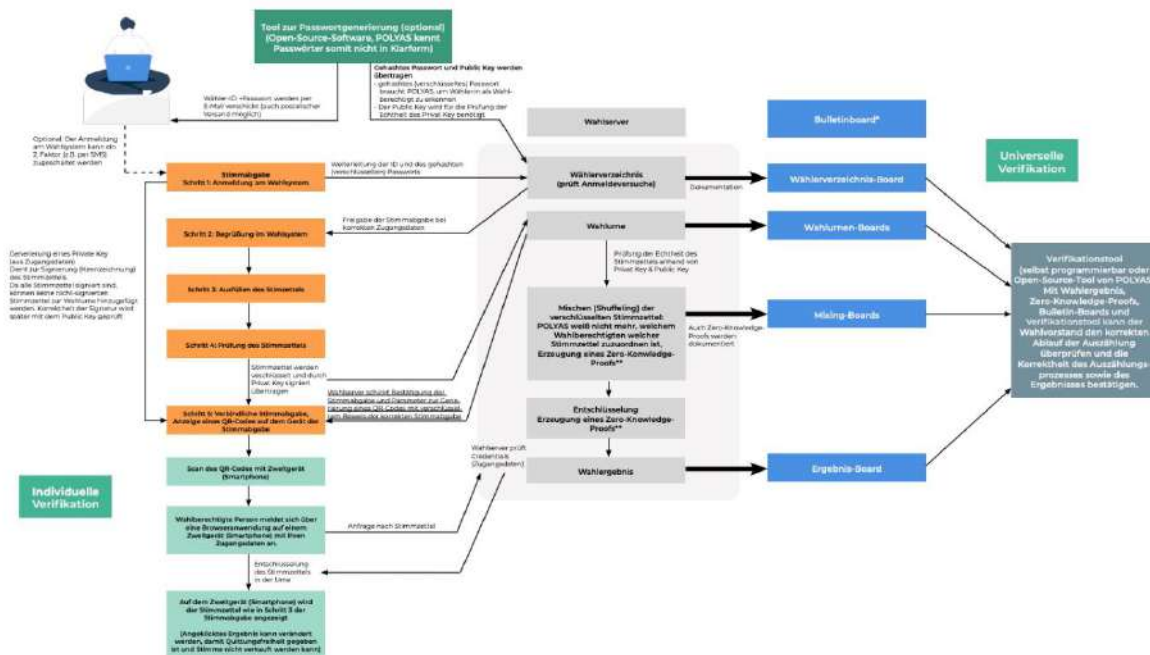 Tool zur Passwortgenerierung (optional)
(Open-Source-Software, POLYAS kennt
Passwörter somit nicht in Klarform)
Gehashtes Passwort und Public Key werden
übertragen
- gehashtes (verschlüsseltes) Passwort
braucht POLYAS, um WählerIn als Wahl-
berechtigt zu erkennen
- Der Public Key wird für die Prüfung der
Echtheit des Privat Key benötigt
Wähler-ID +Passwort werden per
E-Mail verschickt (auch postalischer
Versand möglich)
Optional: Der Anmeldung
am Wahlsystem kann ein
2. Faktor (z.B. per SMS)
zugeschaltet werden
Wahlserver
Bulletinboard*
Universelle
Verifikation
Stimmabgabe
Schritt 1: Anmeldung am Wahlsystem
Weiterleitung der ID und des gehashten
(verschlüsselten) Passworts
Wählerverzeichnis
(prüft Anmeldeversuche)
Dokumentation
Wählerverzeichnis-Board
Freigabe der Stimmabgabe bei
korrekten Zugangsdaten
Schritt 2: Begrüßung im Wahlsystem
Wahlurne
Wahlurnen-Boards
Generierung eines Private Key
(aus Zugangsdaten)
Dient zur Signierung (Kennzeichnung)
des Stimmzettels.
Da alle Stimmzettel signiert sind,
können keine nicht-signierten
Stimmzettel zur Wahlurne hinzugefügt
werden. Korrektheit der Signatur wird
später mit dem Public Key geprüft
Prüfung der Echtheit des
Stimmzettels anhand von
Privat Key & Public Key
Schritt 3: Ausfüllen des Stimzettels
Mischen (Shuffeling) der
verschlüsselten Stimmzettel:
POLYAS weiß nicht mehr, welchem
Wahlberechtigten welcher
Stimmzettel zuzuordnen ist,
Erzeugung eines Zero-Konwledge-
Proofs**
Auch Zero-Knowledge-
Proofs werden
dokumentiert
Mixing-Boards
Verifikationstool
(selbst programmierbar oder
Open-Source-Tool von POLYAS)
Mit Wahlergebnis,
Zero-Knowledge-Proofs,
Bulletin-Boards und
Verifikationstool kann der
Wahlvorstand den korrekten
Ablauf der Auszählung
überprüfen und die
Korrektheit des Auszählungs-
prozesses sowie des
Ergebnisses bestätigen.
Schritt 4: Prüfung des Stimmzettels
Stimmzettel werden
verschlüsselt und durch
Privat Key signiert
übertragen
Wahlserver schickt Bestätigung der
Stimmabgabe und Parameter zur Gene-
rierung eines QR-Codes mit verschlüssel-
tem Beweis der korrekten Stimmabgabe
Schritt 5: Verbindliche Stimmabgabe,
Anzeige eines QR-Codes auf dem Gerät der
Stimmabgabe
Entschlüsselung
Erzeugung eines Zero-Knowledge-
Proofs**
Wahlserver prüft
Credentials
(Zugangsdaten)
Wahlergebnis
Ergebnis-Board
Individuelle
Verifikation
Scan des QR-Codes mit Zweitgerät
(Smartphone)
Wahlberechtigte Person meldet sich über
eine Browseranwendung auf einem
Zweitgerät (Smartphone) mit Ihren
Zugangsdaten an.
Anfrage nach Stimmzettel
Entschlüsselung
des Stimmzettels
in der Urne
Auf dem Zweitgerät (Smartphone) wird
der Stimmzettel wie in Schritt 3 der
Stimmabgabe angezeigt
(Angeklicktes Ergebnis kann verändert
werden, damit Quittungsfreiheit gegeben
ist und Stimme nicht verkauft werden kann)